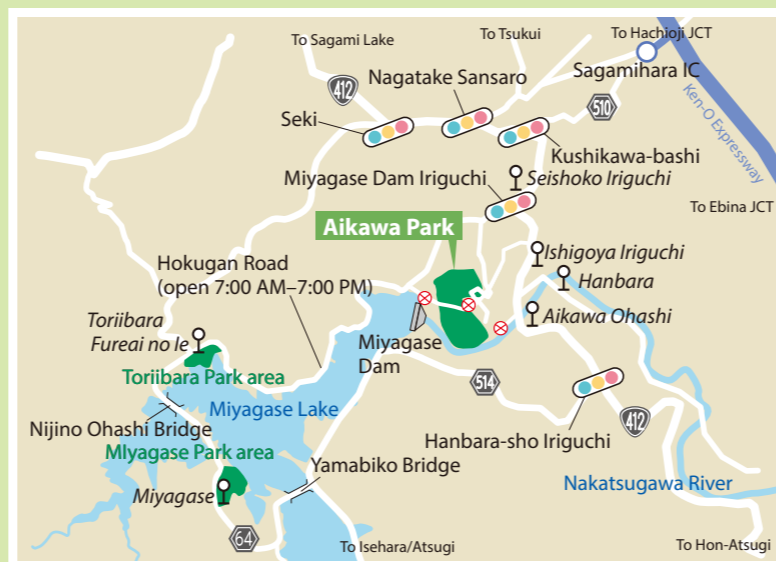 To Hachioji JCT
To Tsukui
To Sagami Lake
Sagamihara IC
Nagatake Sansaro
412
510
Ken-O Expressway
Seki
Kushikawa-bashi
Miyagase Dam Iriguchi
Seishoko Iriguchi
To Ebina JCT
Aikawa Park
Ishigoya Iriguchi
Hokugan Road
(open 7:00 AM–7:00 PM)
Hanbara
Aikawa Ohashi
Toriibara
Fureai no Ie
Miyagase
Dam
Toriibara Park area
514
Miyagase Lake
412
Nijino Ohashi Bridge
Hanbara-sho Iriguchi
MIyagase Park area
Yamabiko Bridge
Nakatsugawa River
Miyagase
64
To Isehara/Atsugi
To Hon-Atsugi